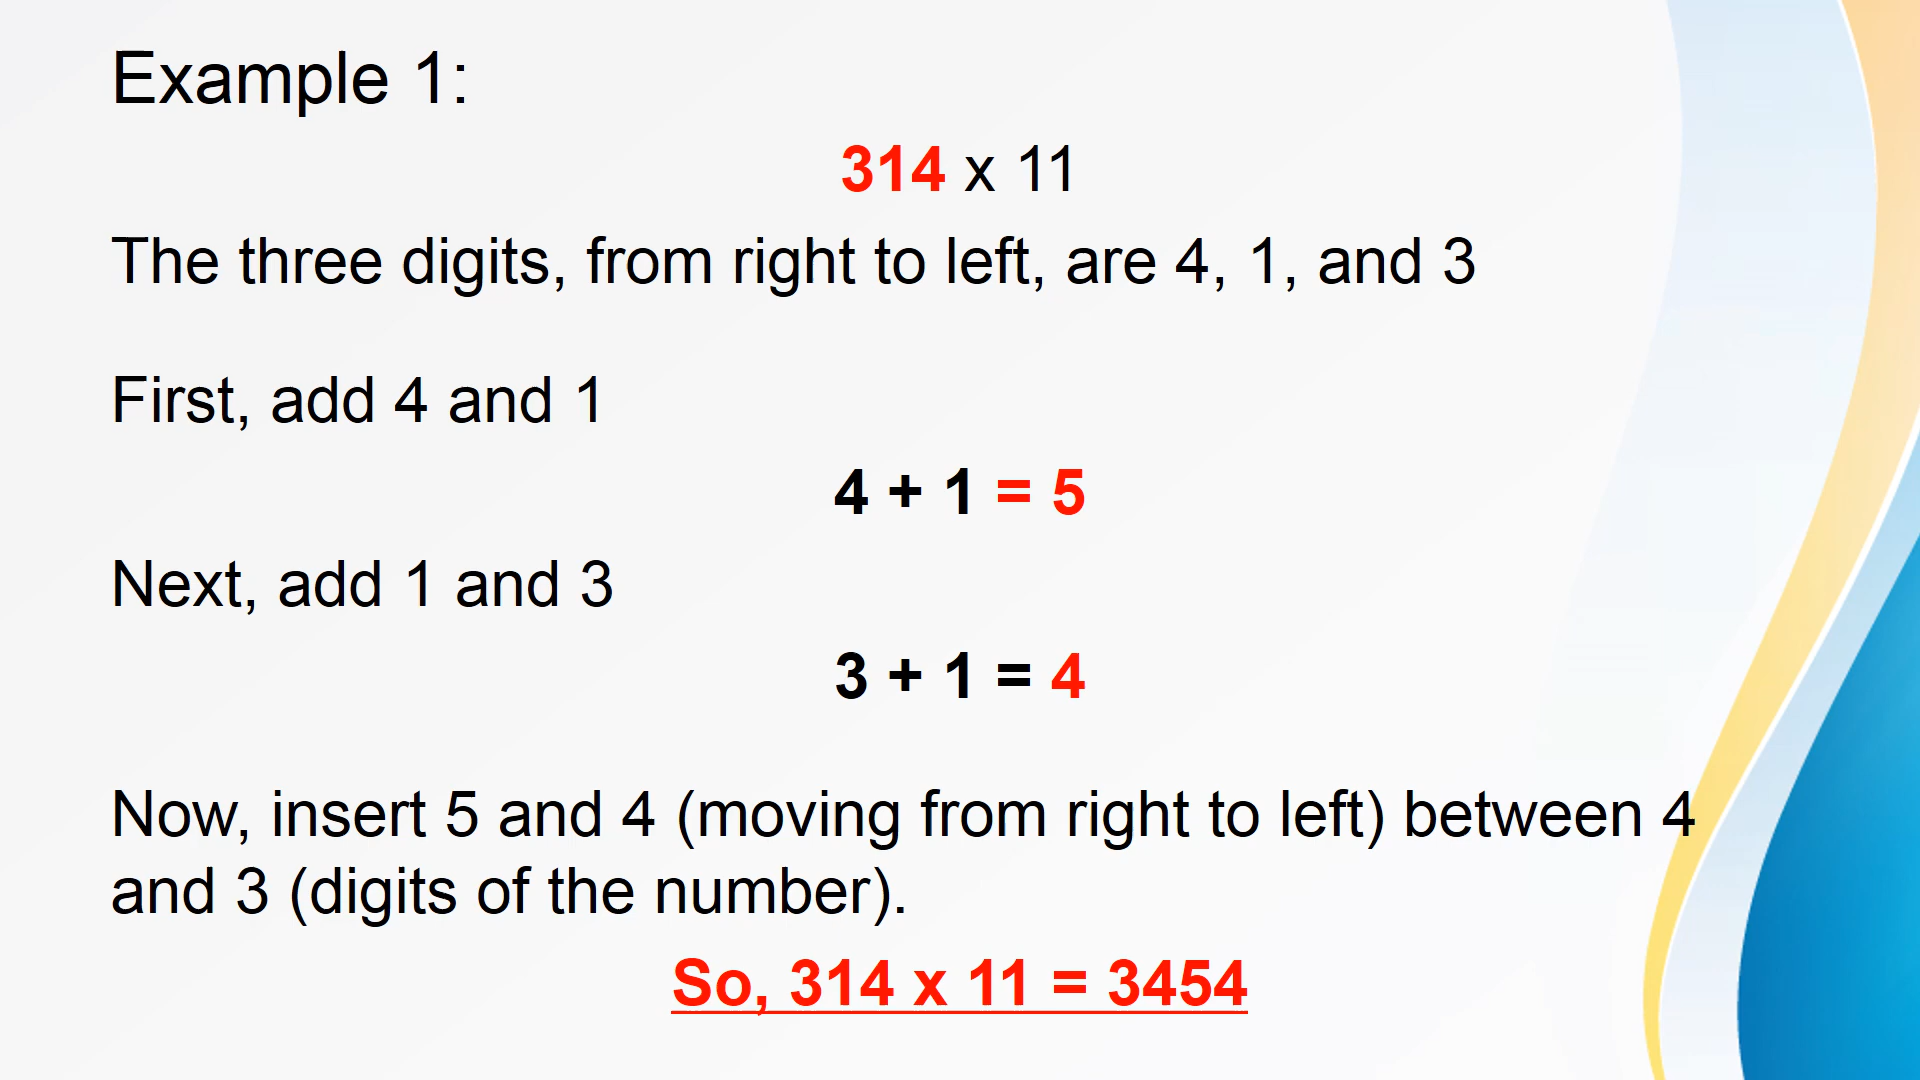 Example 1:
314 x 11
The three digits, from right to left, are 4, 1, and 3
First, add 4 and 1
4 + 1 = 5
Next, add 1 and 3
3 + 1 = 4
Now, insert 5 and 4 (moving from right to left) between 4
and 3 (digits of the number).
So, 314 x 11 = 3454